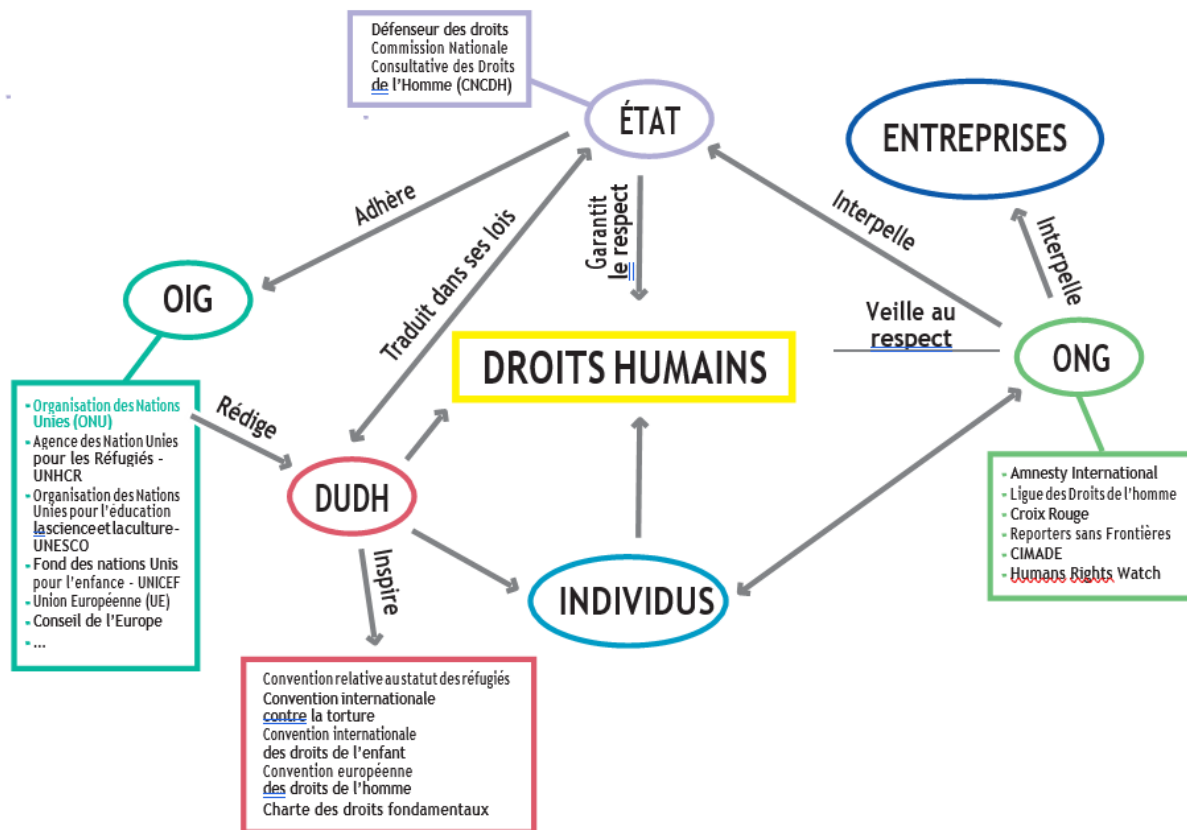 Défenseur des droits
Commission Nationale
Consultative des Droits
de l'Homme (CNCDH)
ÉTAT
ENTREPRISES
Adhère
Traduit dans ses lois
Garantit
le respect
Interpelle
Interpelle
OIG
Veille au
respect
ONG
DROITS HUMAINS
- Organisation des Nations
Unies (ONU)
- Agence des Nation Unies
pour les Réfugiés -
UNHCR
- Organisation des Nations
Unies pour l'éducation
la science et la culture -
UNESCO
- Fond des nations Unis
pour l'enfance - UNICEF
- Union Européenne (UE)
- Conseil de l'Europe
- ...
Rédige
DUDH
Inspire
INDIVIDUS
- Amnesty International
- Ligue des Droits de l'homme
- Croix Rouge
- Reporters sans Frontières
- CIMADE
- Humans Rights Watch
Convention relative au statut des réfugiés
Convention internationale
contre la torture
Convention internationale
des droits de l'enfant
Convention européenne
des droits de l'homme
Charte des droits fondamentaux